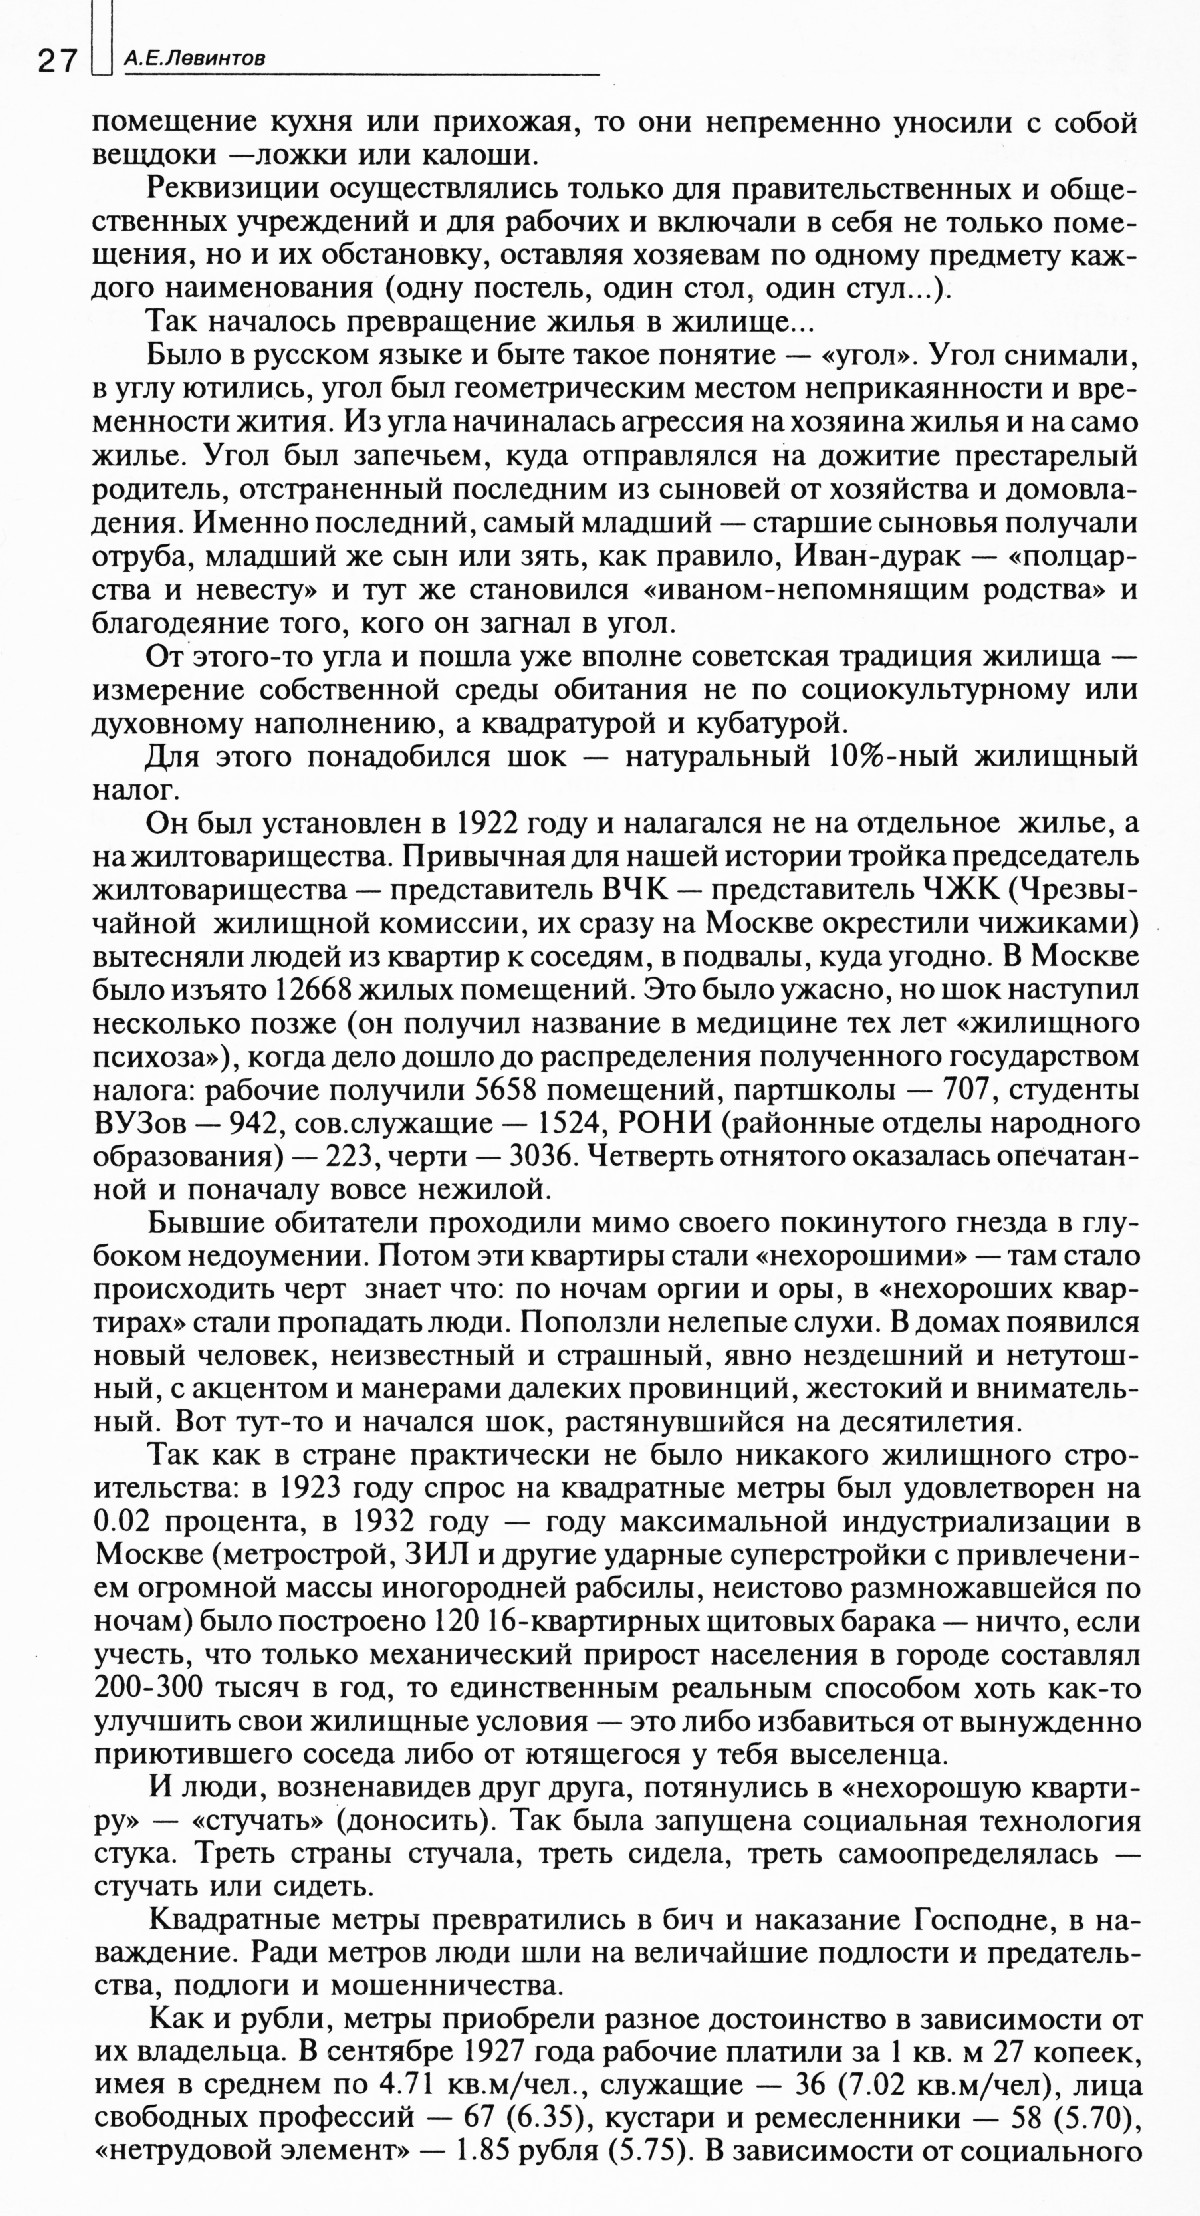 27
А.Е.Левинтов
помещение кухня или прихожая, то они непременно уносили с собой
вещдоки —ложки или калоши.
Реквизиции осуществлялись только для правительственных и обще-
ственных учреждений и для рабочих и включали в себя не только поме-
щения, но и их обстановку, оставляя хозяевам по одному предмету каж-
дого наименования (одну постель, один стол, один стул...).
Так началось превращение жилья в жилище...
Было в русском языке и быте такое понятие — «угол». Угол снимали,
в углу ютились, угол был геометрическим местом неприкаянности и вре-
менности жития. Из угла начиналась агрессия на хозяина жилья и на само
жилье. Угол был запечьем, куда отправлялся на дожитие престарелый
родитель, отстраненный последним из сыновей от хозяйства и домовла-
дения. Именно последний, самый младший — старшие сыновья получали
отруба, младший же сын или зять, как правило, Иван-дурак — «полцар-
ства и невесту» и тут же становился «иваном-непомнящим родства» и
благодеяние того, кого он загнал в угол.
От этого-то угла и пошла уже вполне советская традиция жилища —
измерение собственной среды обитания не по социокультурному или
духовному наполнению, а квадратурой и кубатурой.
Для этого понадобился шок — натуральный 10%-ный жилищный
налог.
Он был установлен в 1922 году и налагался не на отдельное жилье, а
на жилтоварищества. Привычная для нашей истории тройка председатель
жилтоварищества — представитель ВЧК — представитель ЧЖК (Чрезвы-
чайной жилищной комиссии, их сразу на Москве окрестили чижиками)
вытесняли людей из квартир к соседям, в подвалы, куда угодно. В Москве
было изъято 12668 жилых помещений. Это было ужасно, но шок наступил
несколько позже (он получил название в медицине тех лет «жилищного
психоза»), когда дело дошло до распределения полученного государством
налога: рабочие получили 5658 помещений, партшколы — 707, студенты
ВУЗов — 942, сов.служащие — 1524, РОНИ (районные отделы народного
образования) — 223, черти — 3036. Четверть отнятого оказалась опечатан-
ной и поначалу вовсе нежилой.
Бывшие обитатели проходили мимо своего покинутого гнезда в глу-
боком недоумении. Потом эти квартиры стали «нехорошими» — там стало
происходить черт знает что: по ночам оргии и оры, в «нехороших квар-
тирах» стали пропадать люди. Поползли нелепые слухи. В домах появился
новый человек, неизвестный и страшный, явно нездешний и нетутош-
ный, с акцентом и манерами далеких провинций, жестокий и вниматель-
ный. Вот тут-то и начался шок, растянувшийся на десятилетия.
Так как в стране практически не было никакого жилищного стро-
ительства: в 1923 году спрос на квадратные метры был удовлетворен на
0.02 процента, в 1932 году — году максимальной индустриализации в
Москве (метрострой, ЗИЛ и другие ударные суперстройки с привлечени-
ем огромной массы иногородней рабсилы, неистово размножавшейся по
ночам) было построено 120 16-квартирных щитовых барака — ничто, если
учесть, что только механический прирост населения в городе составлял
200-300 тысяч в год, то единственным реальным способом хоть как-то
улучшить свои жилищные условия — это либо избавиться от вынужденно
приютившего соседа либо от ютящегося у тебя выселенца.
И люди, возненавидев друг друга, потянулись в «нехорошую кварти-
ру» — «стучать» (доносить). Так была запущена социальная технология
стука. Треть страны стучала, треть сидела, треть самоопределялась —
стучать или сидеть.
Квадратные метры превратились в бич и наказание Господне, в на-
важдение. Ради метров люди шли на величайшие подлости и предатель-
ства, подлоги и мошенничества.
Как и рубли, метры приобрели разное достоинство в зависимости от
их владельца. В сентябре 1927 года рабочие платили за 1 кв. м 27 копеек,
имея в среднем по 4.71 кв.м/чел., служащие — 36 (7.02 кв.м/чел), лица
свободных профессий — 67 (6.35), кустари и ремесленники — 58 (5.70),
«нетрудовой элемент» — 1.85 рубля (5.75). В зависимости от социального